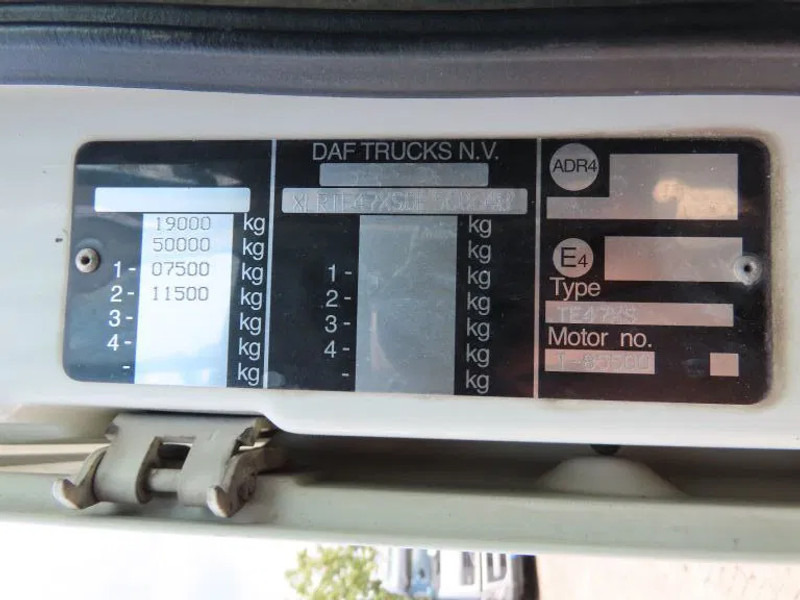 DAF TRUCKS N.V.
19000 kg
50000 kg
1- 07500 kg
2- 11500 kg
3- kg
4- kg
- kg
kg
kg
1- kg
2- kg
3- kg
4- kg
- kg
ADR4
E4
Type
TE47XS
Motor no.